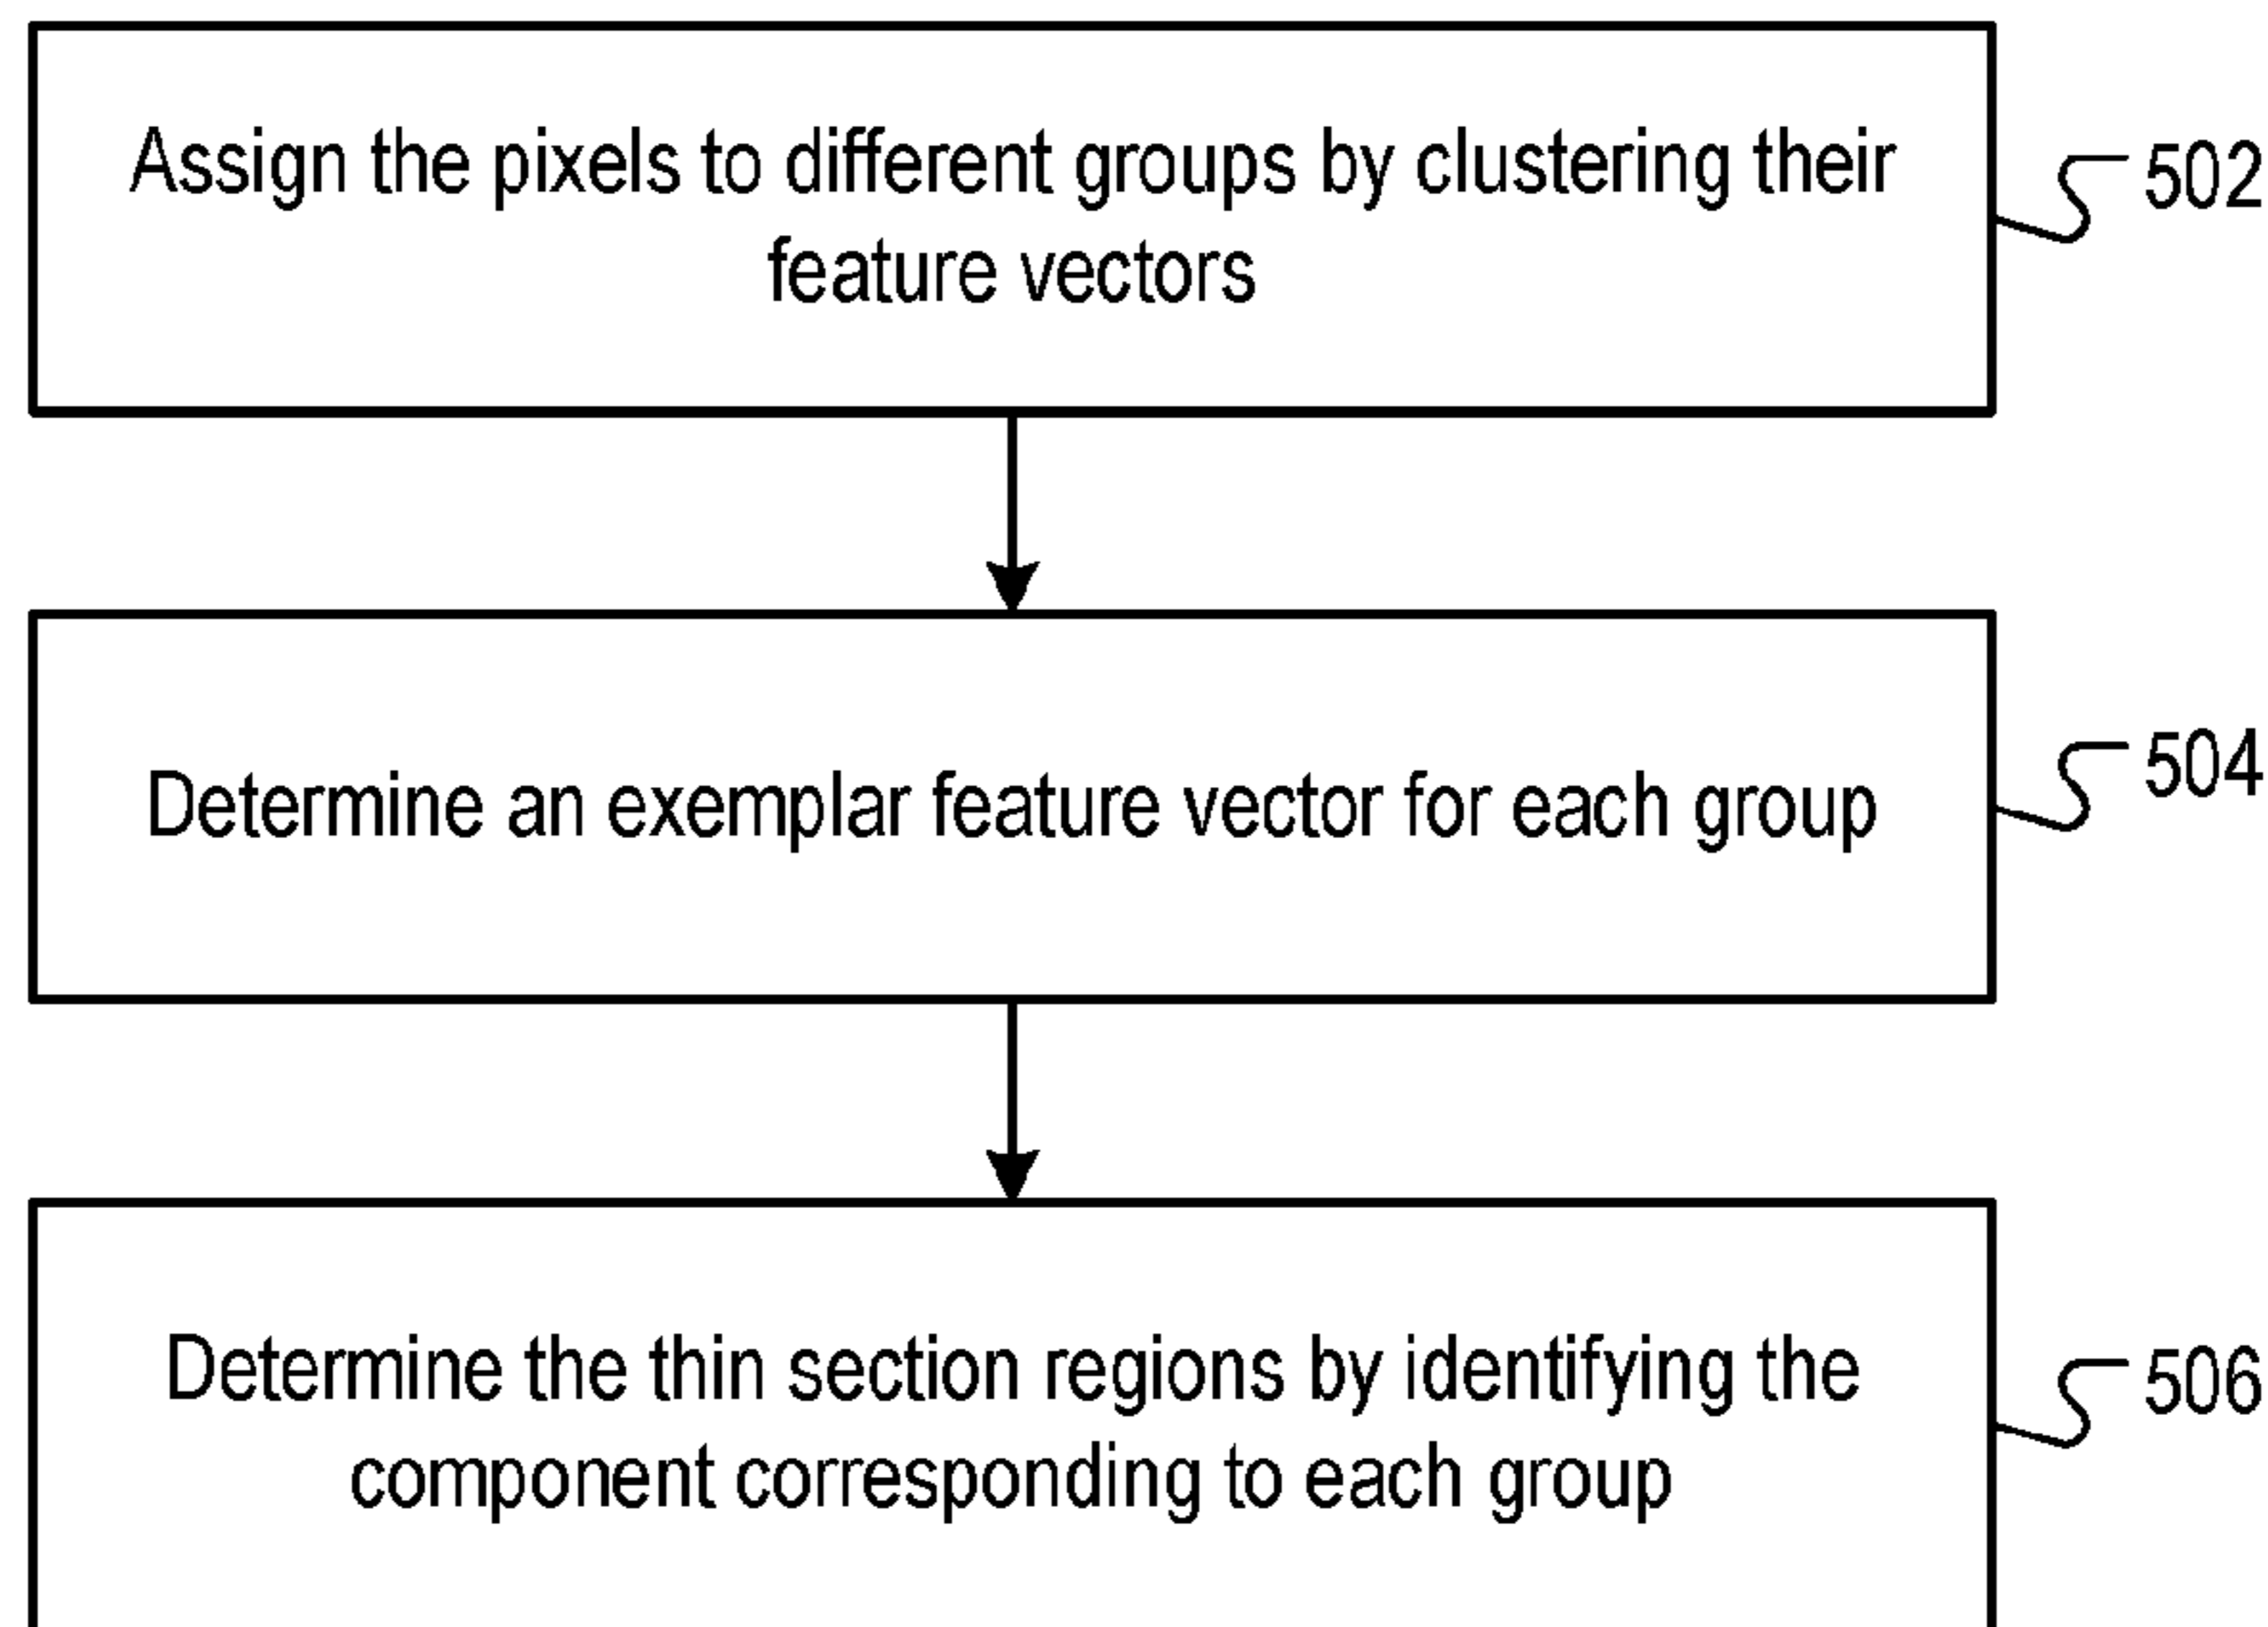 Assign the pixels to different groups by clustering their
feature vectors
502
Determine an exemplar feature vector for each group
504
Determine the thin section regions by identifying the
component corresponding to each group
506